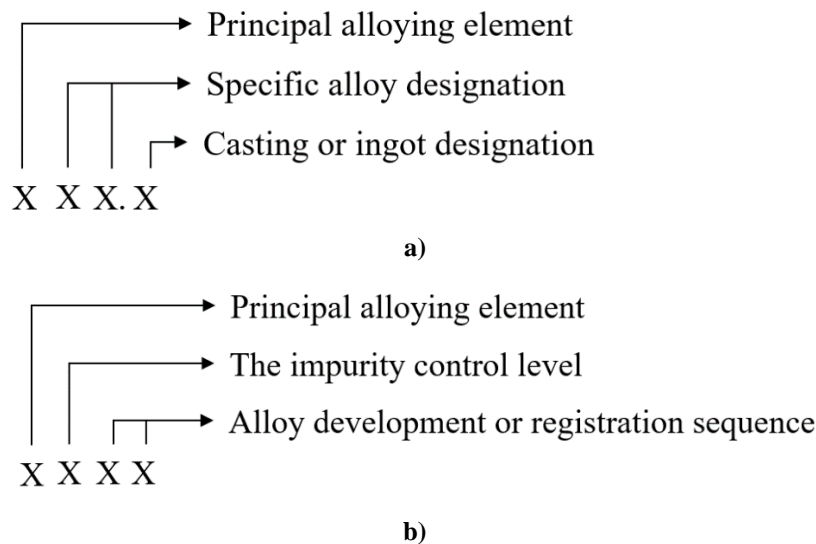 Principal alloying element
Specific alloy designation
Casting or ingot designation
X X X. X
a)
Principal alloying element
The impurity control level
Alloy development or registration sequence
X X X X
b)